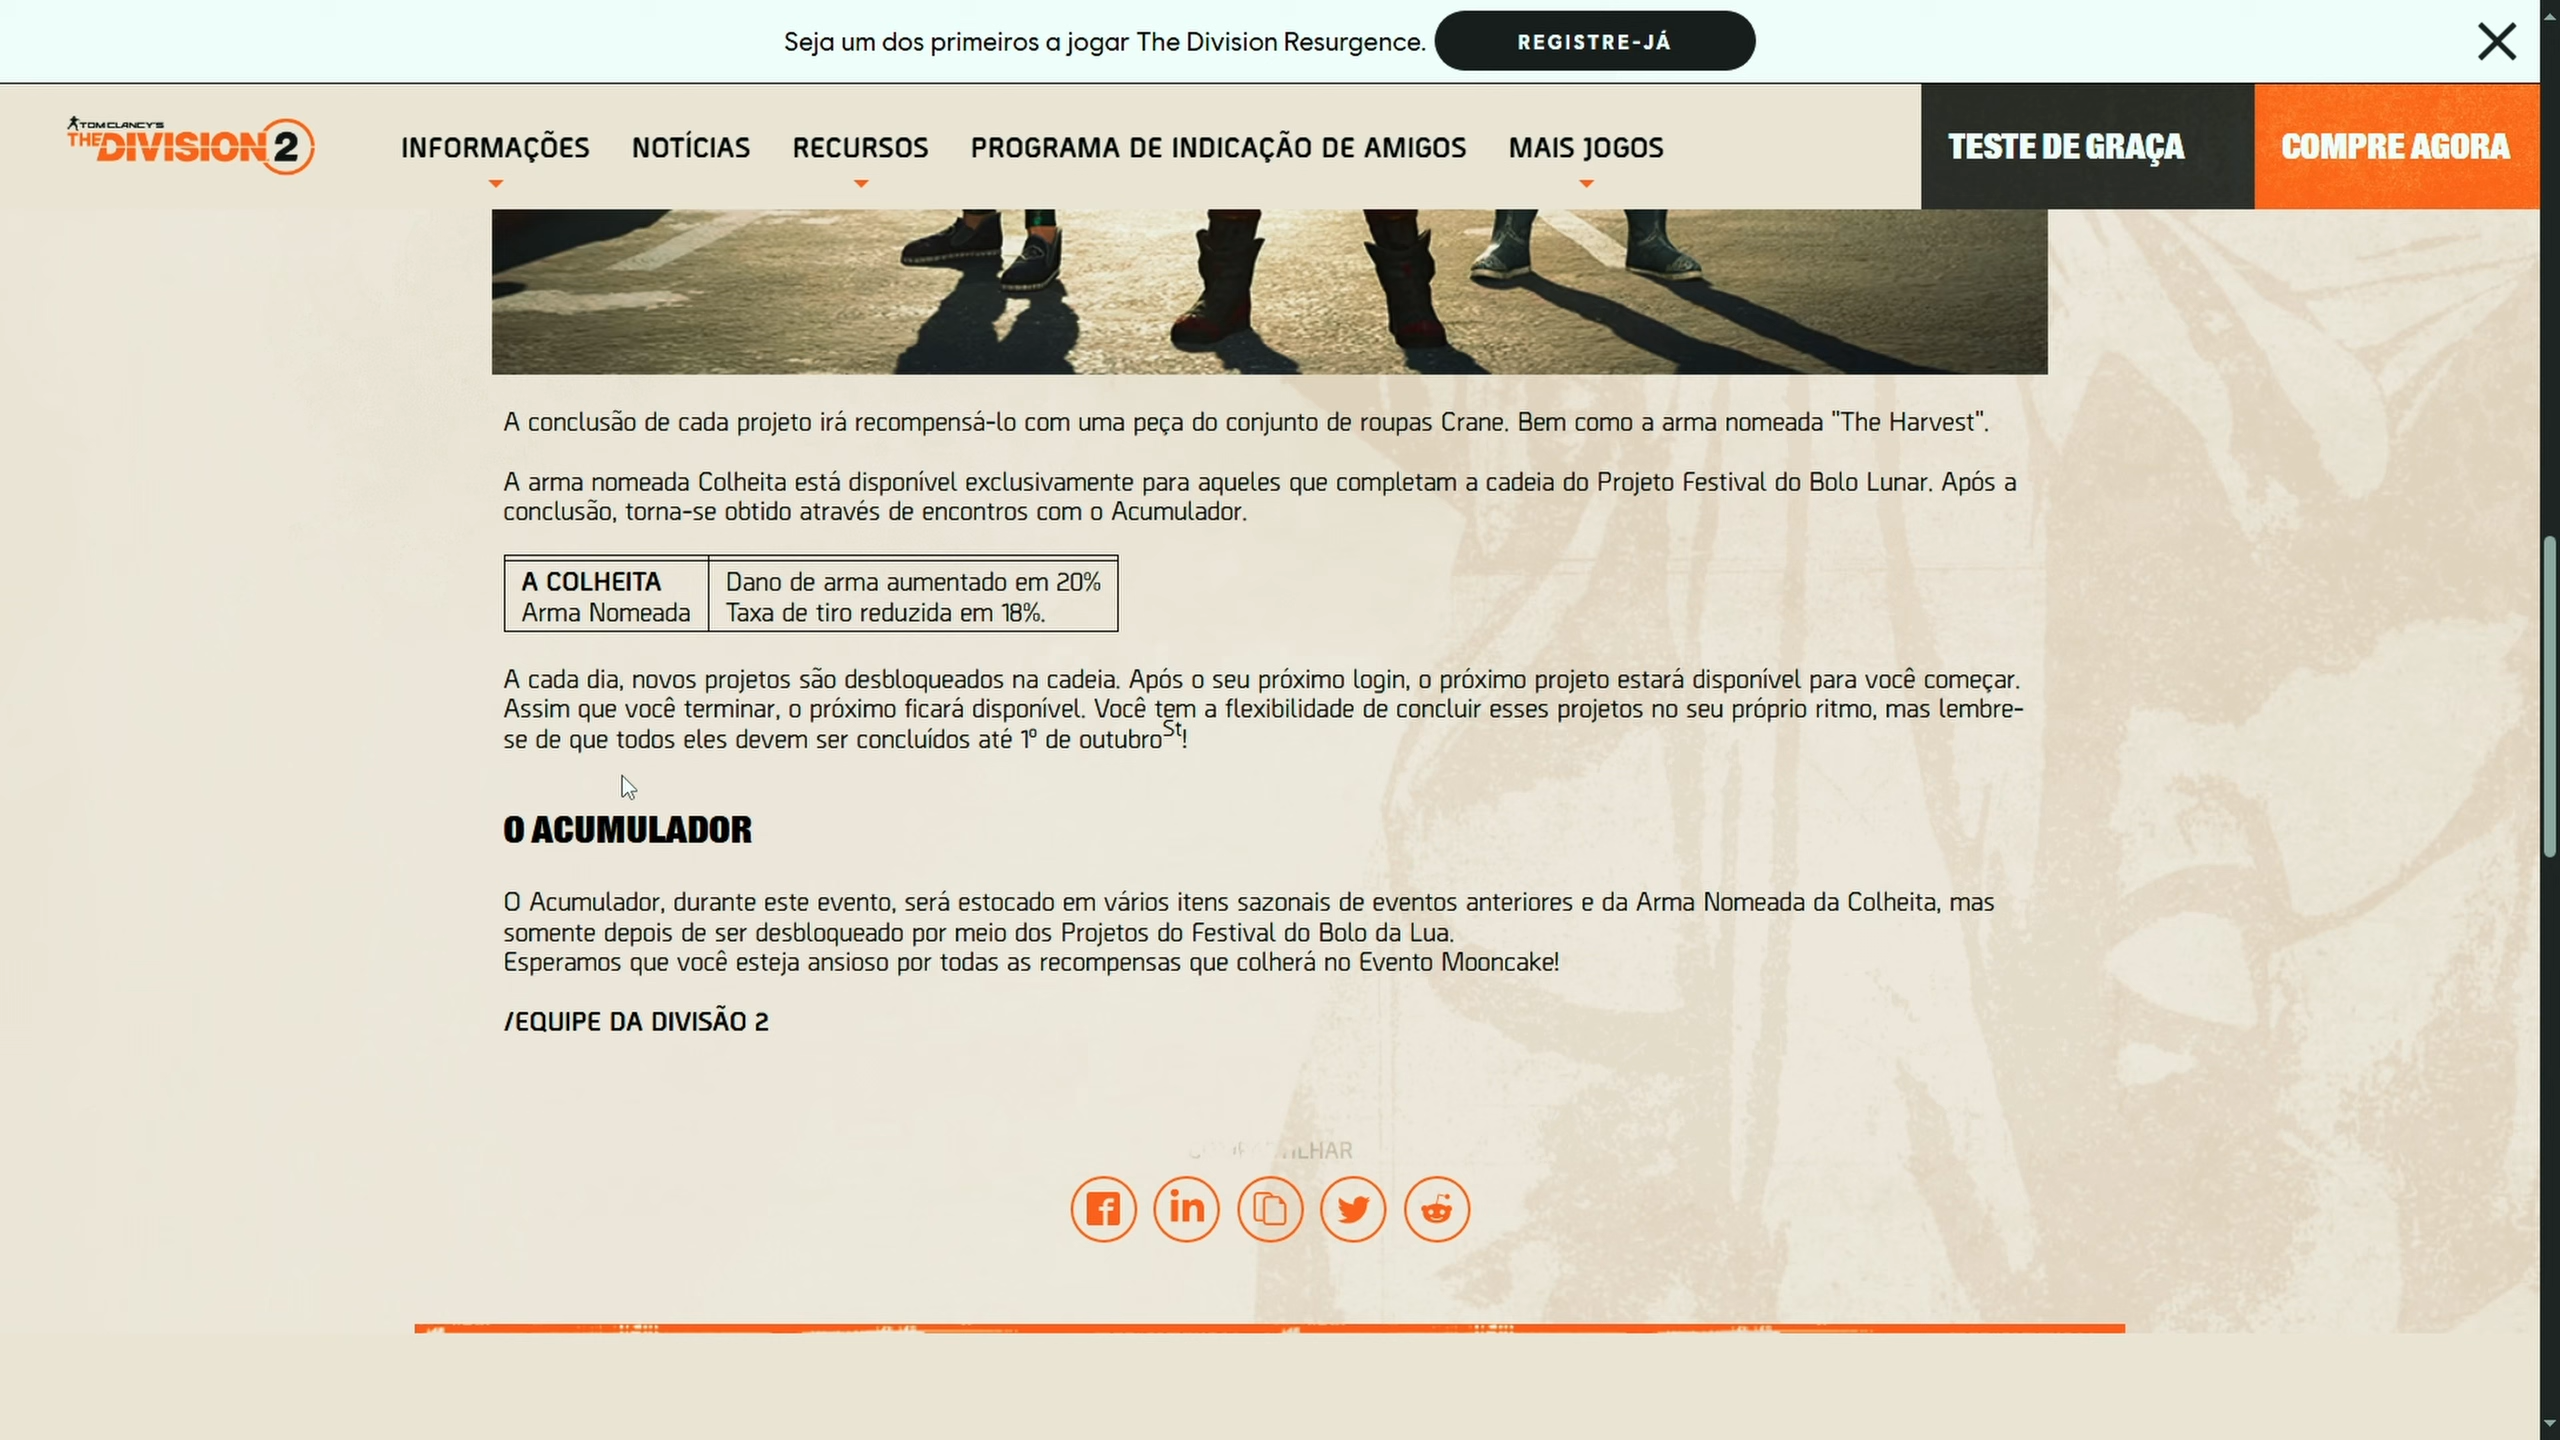 Seja um dos primeiros a jogar The Division Resurgence.
REGISTRE-JÁ
TOM CLANCY'S
THE DIVISION 2
INFORMAÇÕES
NOTÍCIAS
RECURSOS
PROGRAMA DE INDICAÇÃO DE AMIGOS
MAIS JOGOS
TESTE DE GRAÇA
COMPRE AGORA
A conclusão de cada projeto irá recompensá-lo com uma peça do conjunto de roupas Crane. Bem como a arma nomeada "The Harvest".
A arma nomeada Colheita está disponível exclusivamente para aqueles que completam a cadeia do Projeto Festival do Bolo Lunar. Após a
conclusão, torna-se obtido através de encontros com o Acumulador.
A COLHEITA
Arma Nomeada
Dano de arma aumentado em 20%
Taxa de tiro reduzida em 18%.
A cada dia, novos projetos são desbloqueados na cadeia. Após o seu próximo login, o próximo projeto estará disponível para você começar.
Assim que você terminar, o próximo ficará disponível. Você tem a flexibilidade de concluir esses projetos no seu próprio ritmo, mas lembre-
se de que todos eles devem ser concluídos até 1º de outubroSt!
O ACUMULADOR
O Acumulador, durante este evento, será estocado em vários itens sazonais de eventos anteriores e da Arma Nomeada da Colheita, mas
somente depois de ser desbloqueado por meio dos Projetos do Festival do Bolo da Lua.
Esperamos que você esteja ansioso por todas as recompensas que colherá no Evento Mooncake!
/EQUIPE DA DIVISÃO 2